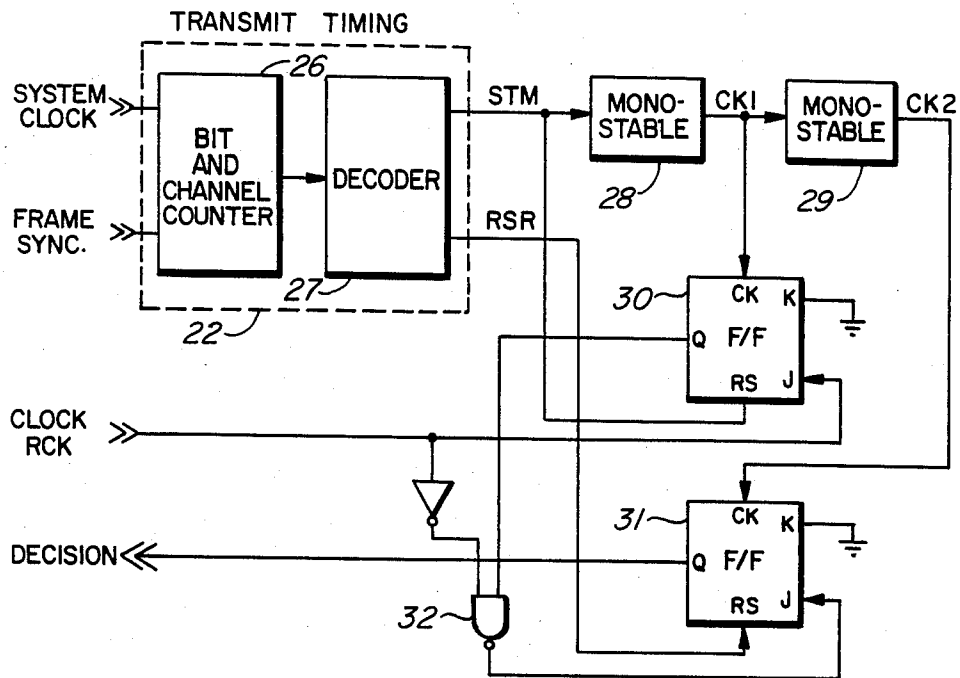 TRANSMIT TIMING
SYSTEM
CLOCK
FRAME
SYNC.
26
BIT
AND
CHANNEL
COUNTER
DECODER
27
22
STM
RSR
MONO-
STABLE
28
CK1
MONO-
STABLE
29
CK2
30
CK
K
Q
F/F
RS
J
CLOCK
RCK
DECISION
32
31
CK
K
Q
F/F
RS
J